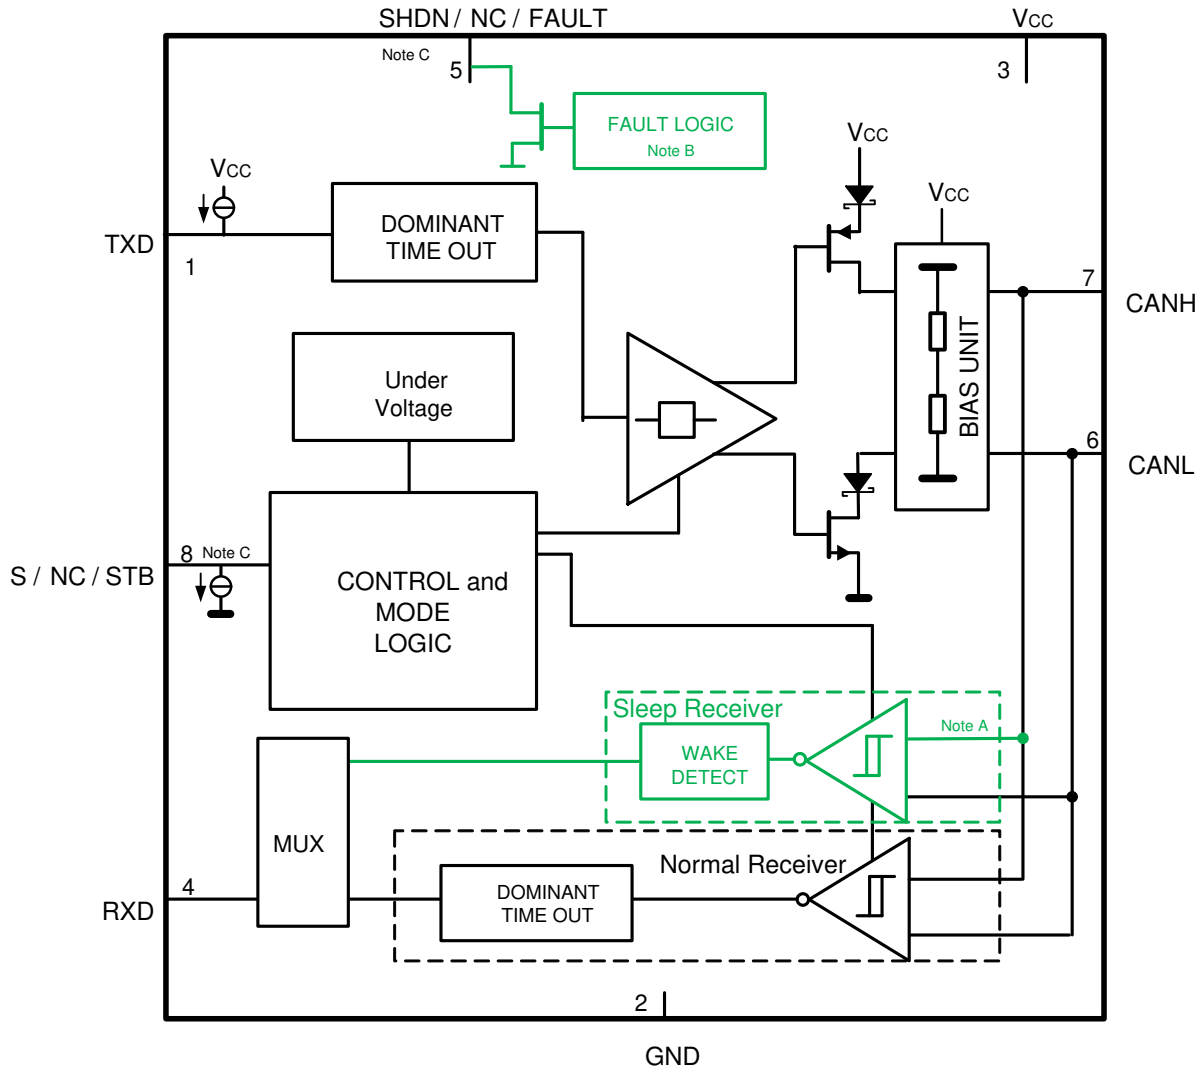 SHDN / NC / FAULT
VCC
Note C
5
3
FAULT LOGIC
Note B
VCC
VCC
VCC
DOMINANT
TIME OUT
TXD
1
7
CANH
BIAS UNIT
Under
Voltage
6
CANL
8 Note C
S / NC / STB
CONTROL and
MODE
LOGIC
Sleep Receiver
Note A
WAKE
DETECT
MUX
Normal Receiver
4
RXD
DOMINANT
TIME OUT
2
GND